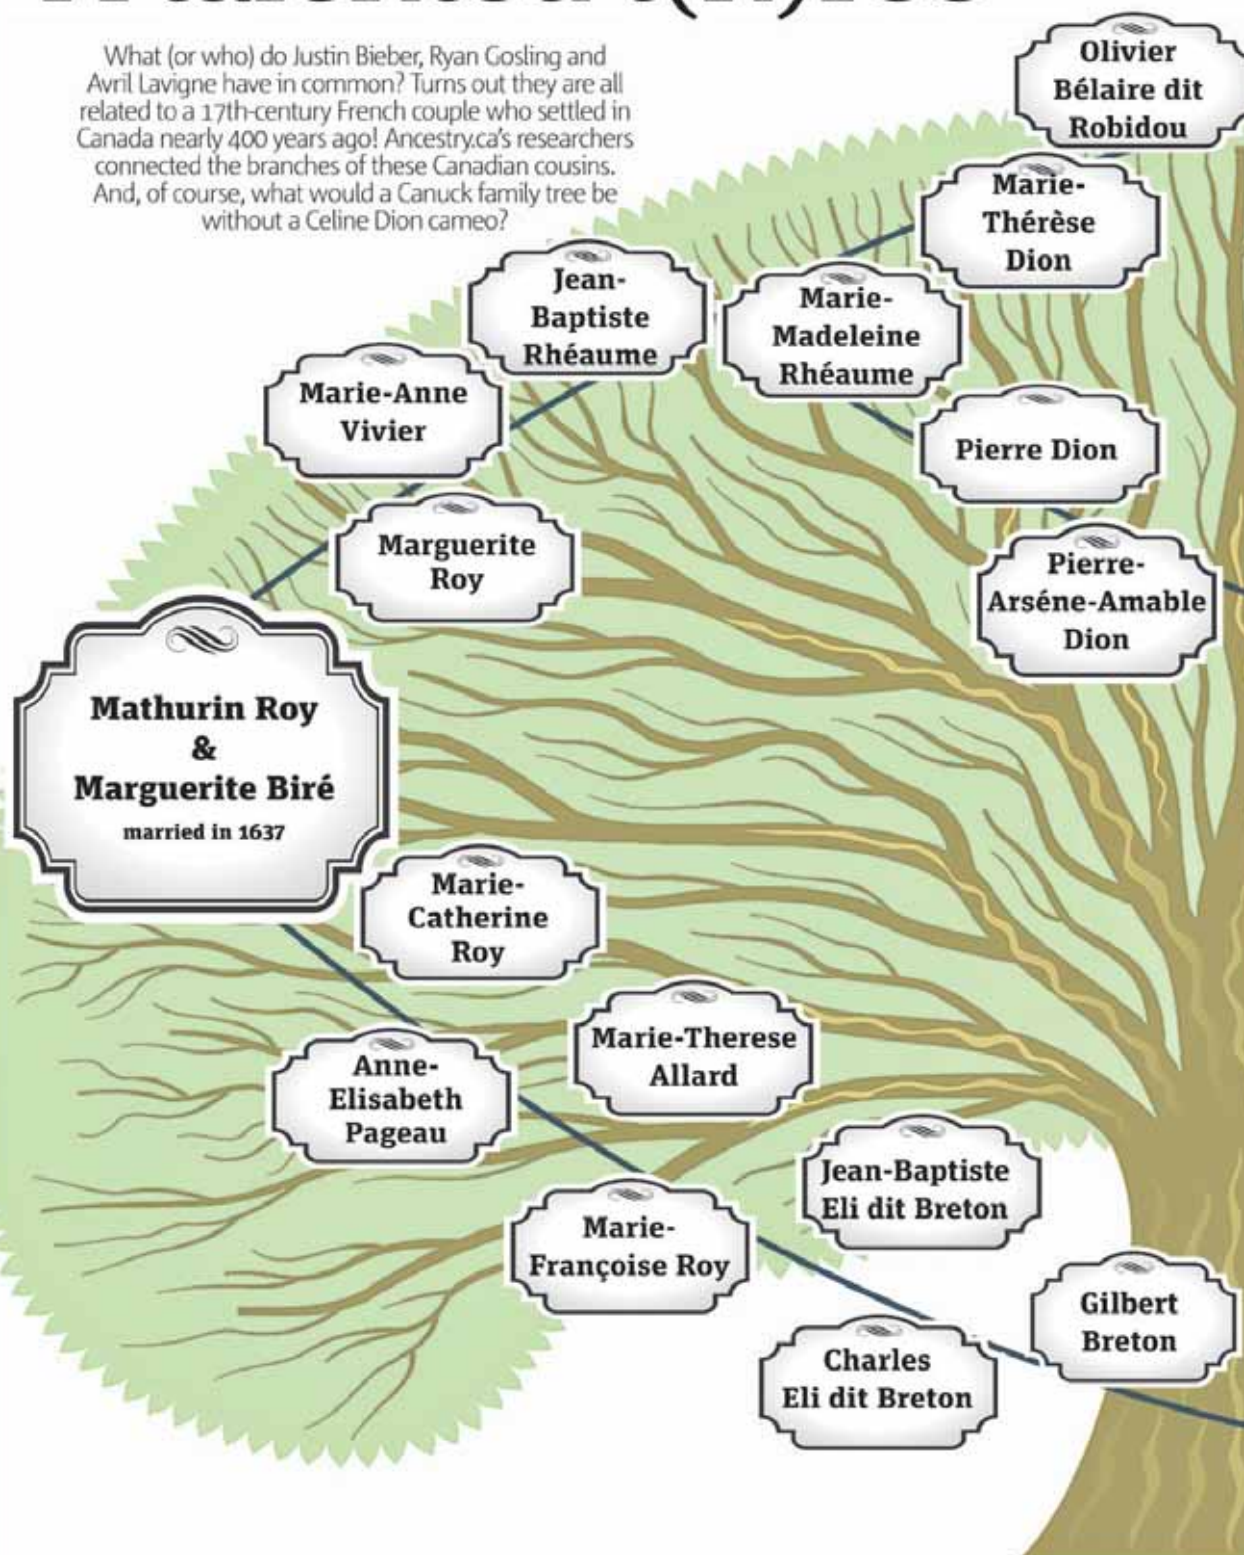 What (or who) do Justin Bieber, Ryan Gosling and
Avril Lavigne have in common? Turns out they are all
related to a 17th-century French couple who settled in
Canada nearly 400 years ago! Ancestry.ca's researchers
connected the branches of these Canadian cousins.
And, of course, what would a Canuck family tree be
without a Celine Dion cameo?
Olivier
Bélaire dit
Robidou
Marie-
Thérèse
Dion
Jean-
Baptiste
Rhéaume
Marie-
Madeleine
Rhéaume
Marie-Anne
Vivier
Pierre Dion
Marguerite
Roy
Pierre-
Arséne-Amable
Dion
Mathurin Roy
&
Marguerite Biré
married in 1637
Marie-
Catherine
Roy
Marie-Therese
Allard
Anne-
Elisabeth
Pageau
Jean-Baptiste
Eli dit Breton
Marie-
Françoise Roy
Gilbert
Breton
Charles
Eli dit Breton